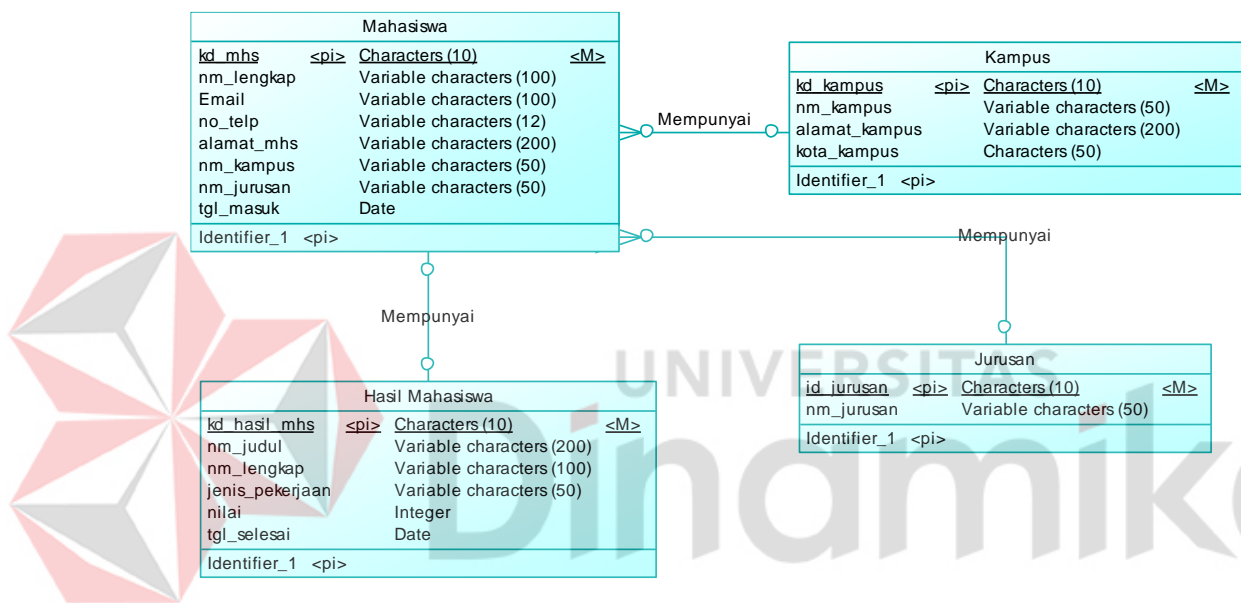 Mahasiswa
kd_mhs <pi> Characters (10) <M>
nm_lengkap Variable characters (100)
Email Variable characters (100)
no_telp Variable characters (12)
alamat_mhs Variable characters (200)
nm_kampus Variable characters (50)
nm_jurusan Variable characters (50)
tgl_masuk Date
Identifier_1 <pi>
Mempunyai
Kampus
kd_kampus <pi> Characters (10) <M>
nm_kampus Variable characters (50)
alamat_kampus Variable characters (200)
kota_kampus Characters (50)
Identifier_1 <pi>
Mempunyai
Mempunyai
Hasil Mahasiswa
kd_hasil_mhs <pi> Characters (10) <M>
nm_judul Variable characters (200)
nm_lengkap Variable characters (100)
jenis_pekerjaan Variable characters (50)
nilai Integer
tgl_selesai Date
Identifier_1 <pi>
Jurusan
id_jurusan <pi> Characters (10) <M>
nm_jurusan Variable characters (50)
Identifier_1 <pi>
UNIVERSITAS
Dinamika